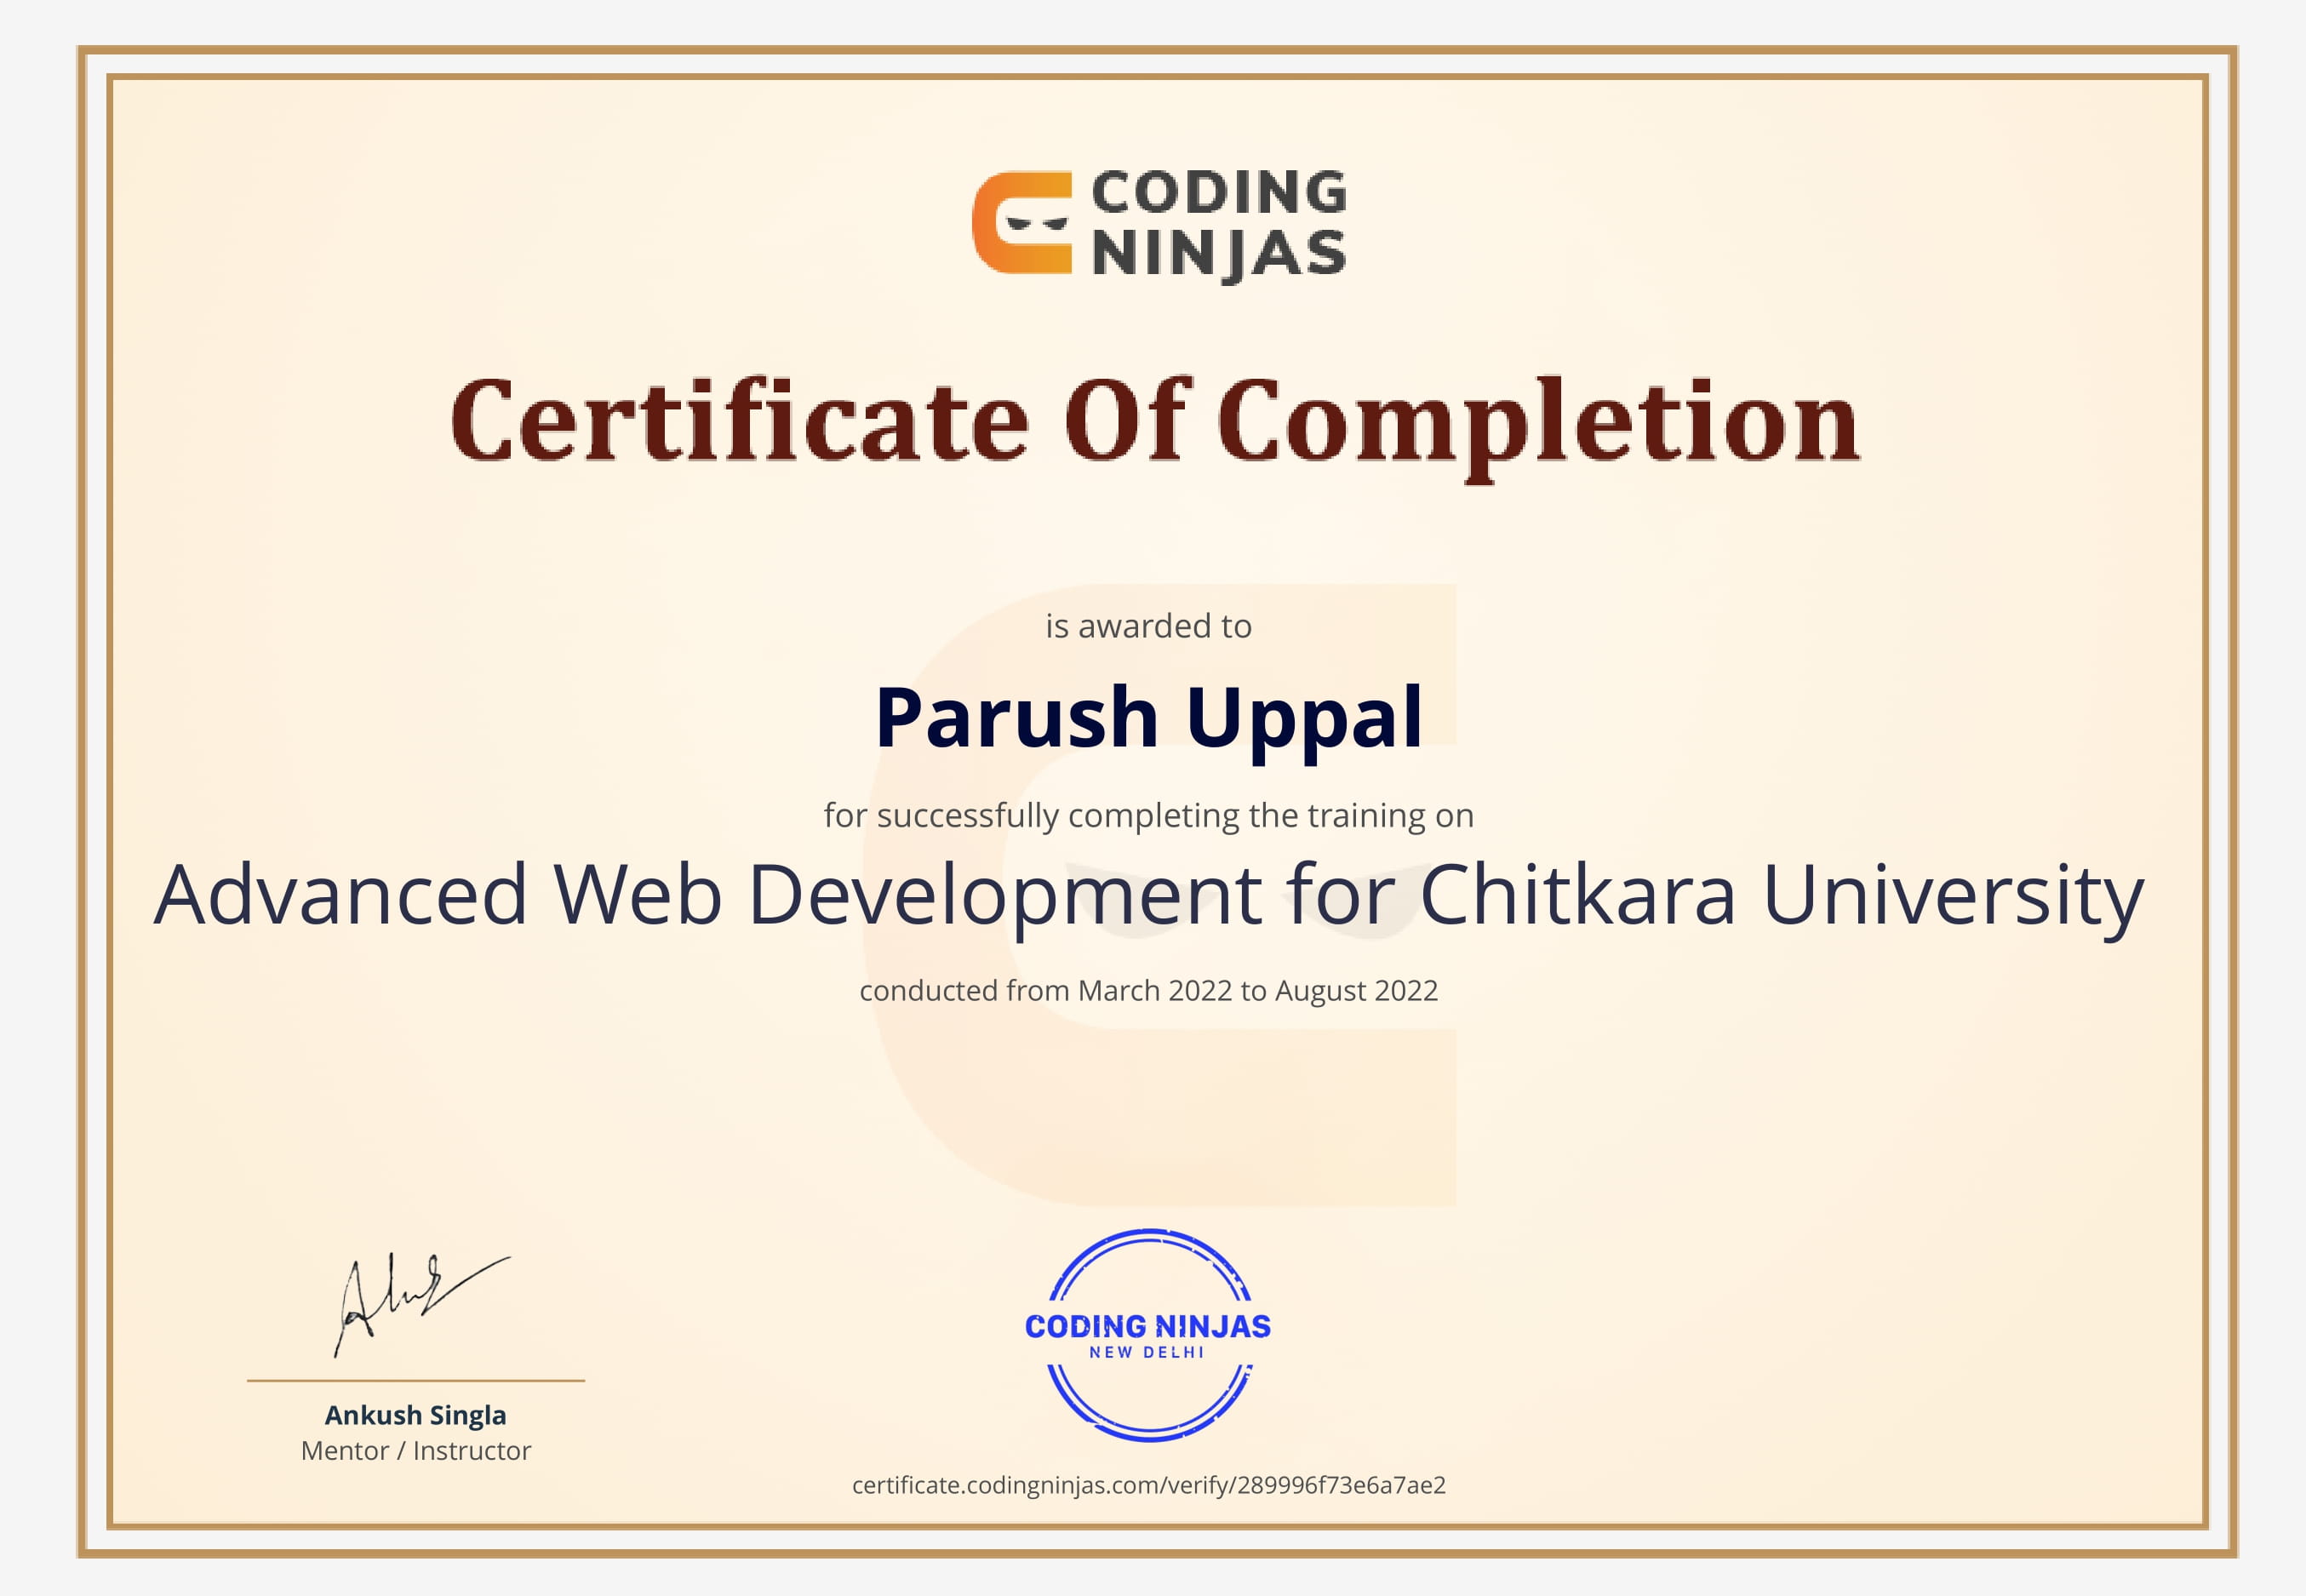 CODING
NINJAS
Certificate Of Completion
is awarded to
Parush Uppal
for successfully completing the training on
Advanced Web Development for Chitkara University
conducted from March 2022 to August 2022
CODING NINJAS
NEW DELHI
Ankush Singla
Mentor / Instructor
certificate.codingninjas.com/verify/289996f73e6a7ae2